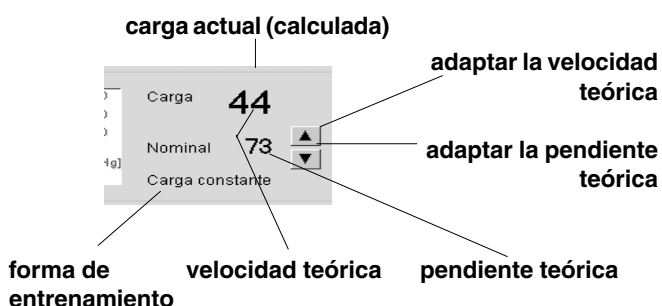 carga actual (calculada)
adaptar la velocidad
teórica
Carga 44
Nominal 73
Hg]
Carga constante
adaptar la pendiente
teórica
forma de
entrenamiento
velocidad teórica
pendiente teórica